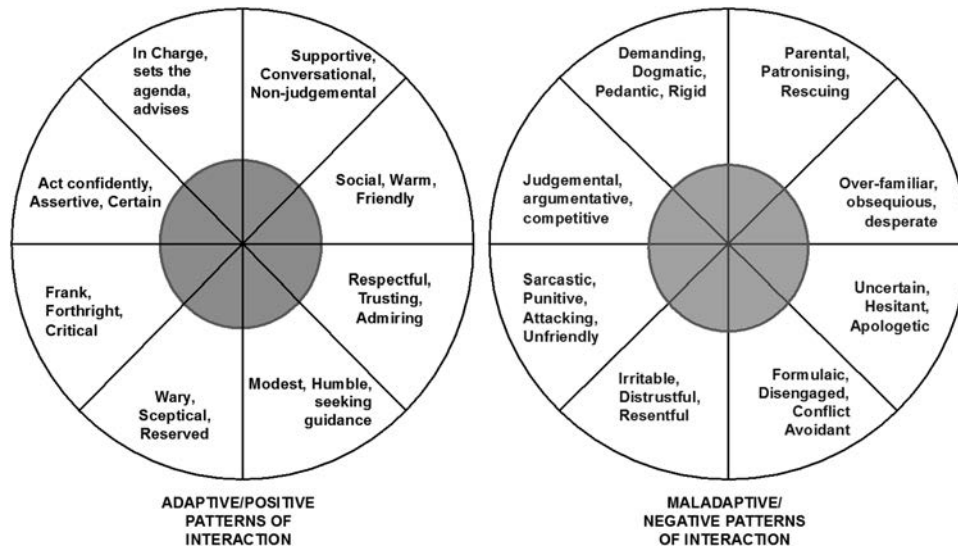 In Charge,
sets the
agenda,
advises
Supportive,
Conversational,
Non-judgemental
Act confidently,
Assertive, Certain
Social, Warm,
Friendly
Frank,
Forthright,
Critical
Respectful,
Trusting,
Admiring
Wary,
Sceptical,
Reserved
Modest, Humble,
seeking
guidance
ADAPTIVE/POSITIVE
PATTERNS OF
INTERACTION
Demanding,
Dogmatic,
Pedantic, Rigid
Parental,
Patronising,
Rescuing
Judgemental,
argumentative,
competitive
Over-familiar,
obsequious,
desperate
Sarcastic,
Punitive,
Attacking,
Unfriendly
Uncertain,
Hesitant,
Apologetic
Irritable,
Distrustful,
Resentful
Formulaic,
Disengaged,
Conflict
Avoidant
MALADAPTIVE/
NEGATIVE PATTERNS
OF INTERACTION